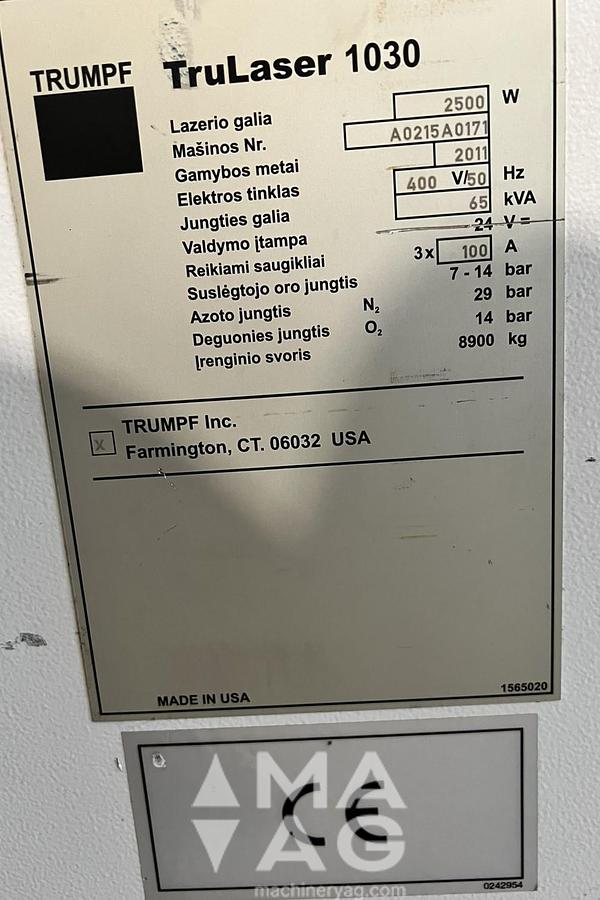 TRUMPF TruLaser 1030
Lazerio galia 2500 W
Mašinos Nr. A0215A0171
Gamybos metai 2011
Elektros tinklas 400 V/50 Hz
Jungties galia 65 kVA
Valdymo įtampa 24 V =
Reikiami saugikliai 3x 100 A
Suslėgtojo oro jungtis 7 - 14 bar
Azoto jungtis N2 29 bar
Deguonies jungtis O2 14 bar
Įrenginio svoris 8900 kg
TRUMPF Inc.
x Farmington, CT. 06032 USA
MADE IN USA 1565020
CE
MA
AG
machineryag.com
0242954